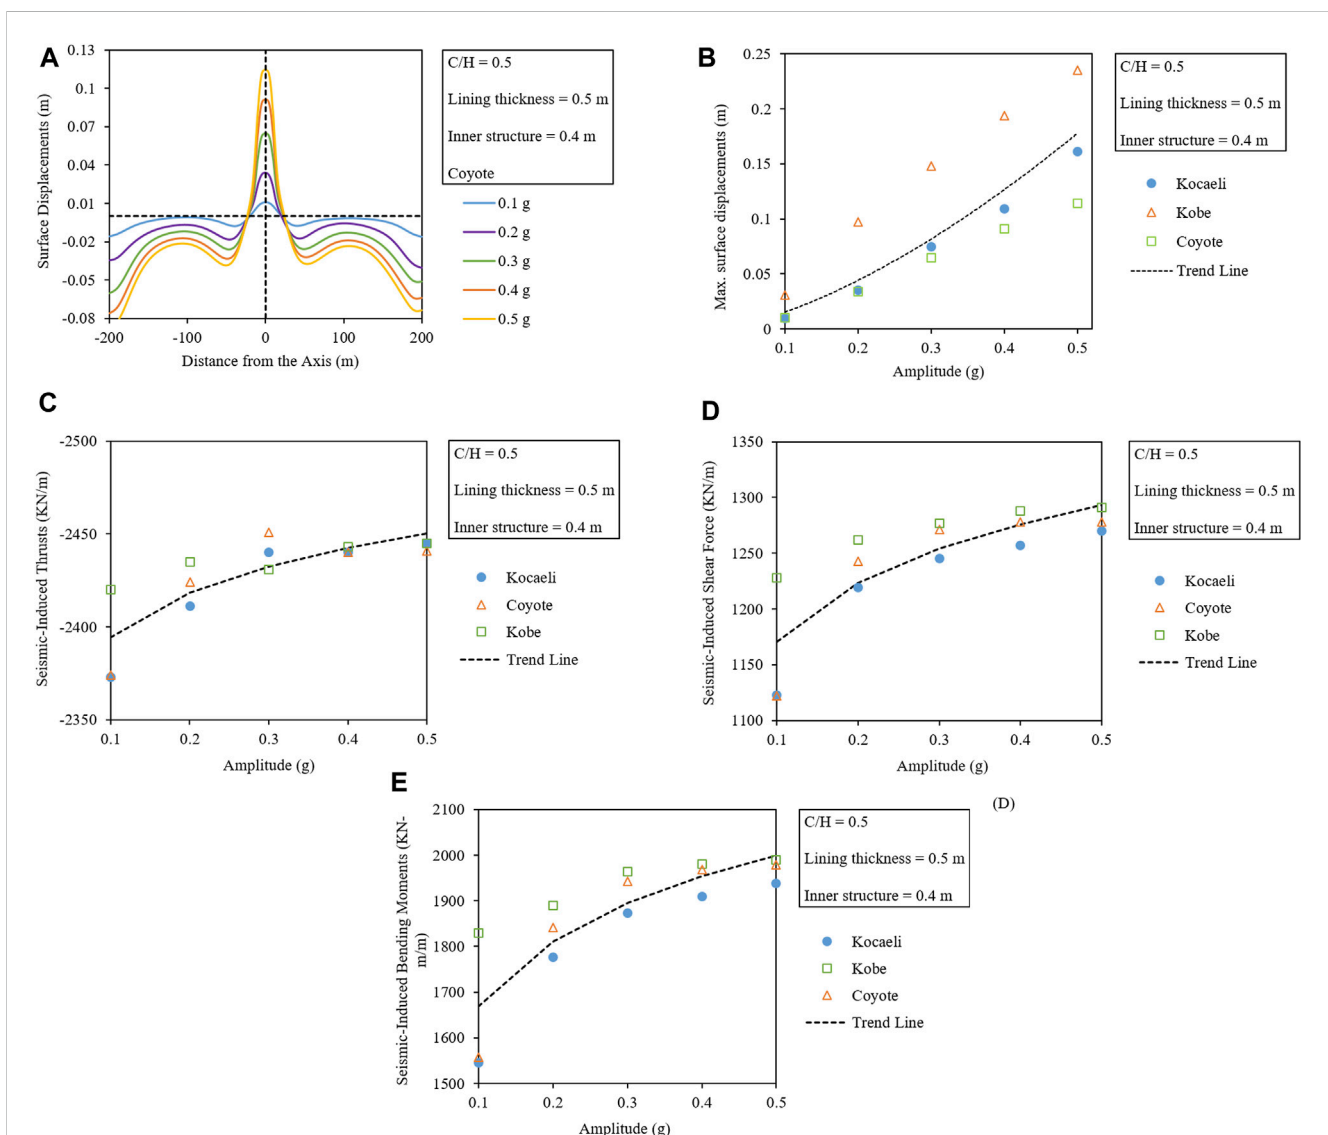 A
0.13
0.1
0.07
0.04
0.01
-0.02
-0.05
-0.08
-200
-100
0
100
200
Surface Displacements (m)
Distance from the Axis (m)
C/H = 0.5
Lining thickness = 0.5 m
Inner structure = 0.4 m
Coyote
0.1 g
0.2 g
0.3 g
0.4 g
0.5 g
B
0.25
0.2
0.15
0.1
0.05
0
0.1
0.2
0.3
0.4
0.5
Max. surface displacements (m)
Amplitude (g)
C/H = 0.5
Lining thickness = 0.5 m
Inner structure = 0.4 m
Kocaeli
Kobe
Coyote
Trend Line
C
-2500
-2450
-2400
-2350
0.1
0.2
0.3
0.4
0.5
Seismic-Induced Thrusts (KN/m)
Amplitude (g)
C/H = 0.5
Lining thickness = 0.5 m
Inner structure = 0.4 m
Kocaeli
Coyote
Kobe
Trend Line
D
1350
1300
1250
1200
1150
1100
0.1
0.2
0.3
0.4
0.5
Seismic-Induced Shear Force (KN/m)
Amplitude (g)
C/H = 0.5
Lining thickness = 0.5 m
Inner structure = 0.4 m
Kocaeli
Coyote
Kobe
Trend Line
(D)
E
2100
2000
1900
1800
1700
1600
1500
0.1
0.2
0.3
0.4
0.5
Seismic-Induced Bending Moments (KN-
m/m)
Amplitude (g)
C/H = 0.5
Lining thickness = 0.5 m
Inner structure = 0.4 m
Kocaeli
Kobe
Coyote
Trend Line